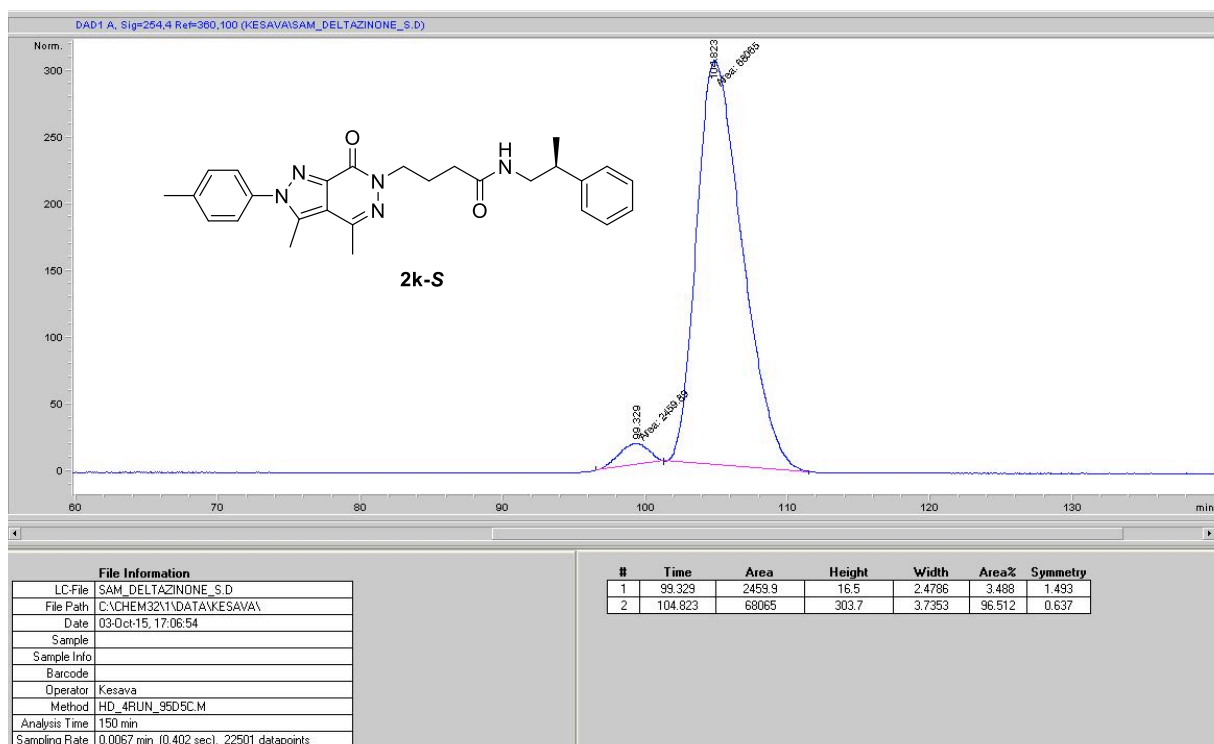 DAD1 A, Sig=254,4 Ref=360,100 (KESAVA\SAM_DELTAZINONE_S.D)
Norm.
300
250
200
150
100
50
0
104.823
Area: 68065
99.329
Area: 2459.89
O
N
N
N
N
O
H
N
2k-S
60 70 80 90 100 110 120 130 min
File Information
LC-File SAM_DELTAZINONE_S.D
File Path C:\CHEM32\1\DATA\KESAVA\
Date 03-Oct-15, 17:06:54
Sample
Sample Info
Barcode
Operator Kesava
Method HD_4RUN_95D5C.M
Analysis Time 150 min
Sampling Rate 0.0067 min (0.402 sec), 22501 datapoints
# Time Area Height Width Area% Symmetry
1 99.329 2459.9 16.5 2.4786 3.488 1.493
2 104.823 68065 303.7 3.7353 96.512 0.637